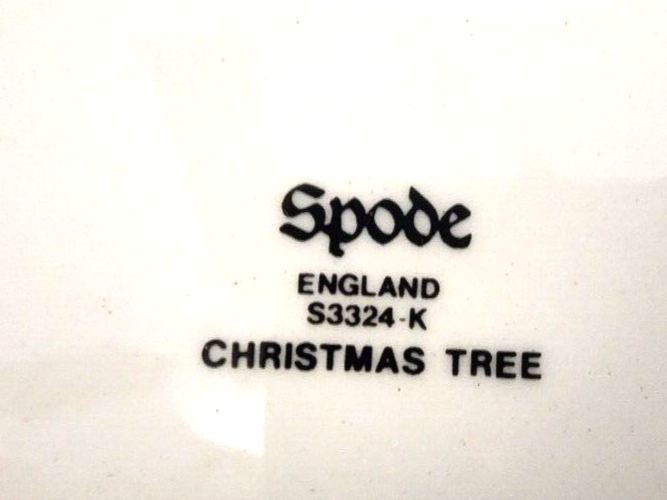 Spode
ENGLAND
S3324-K
CHRISTMAS TREE